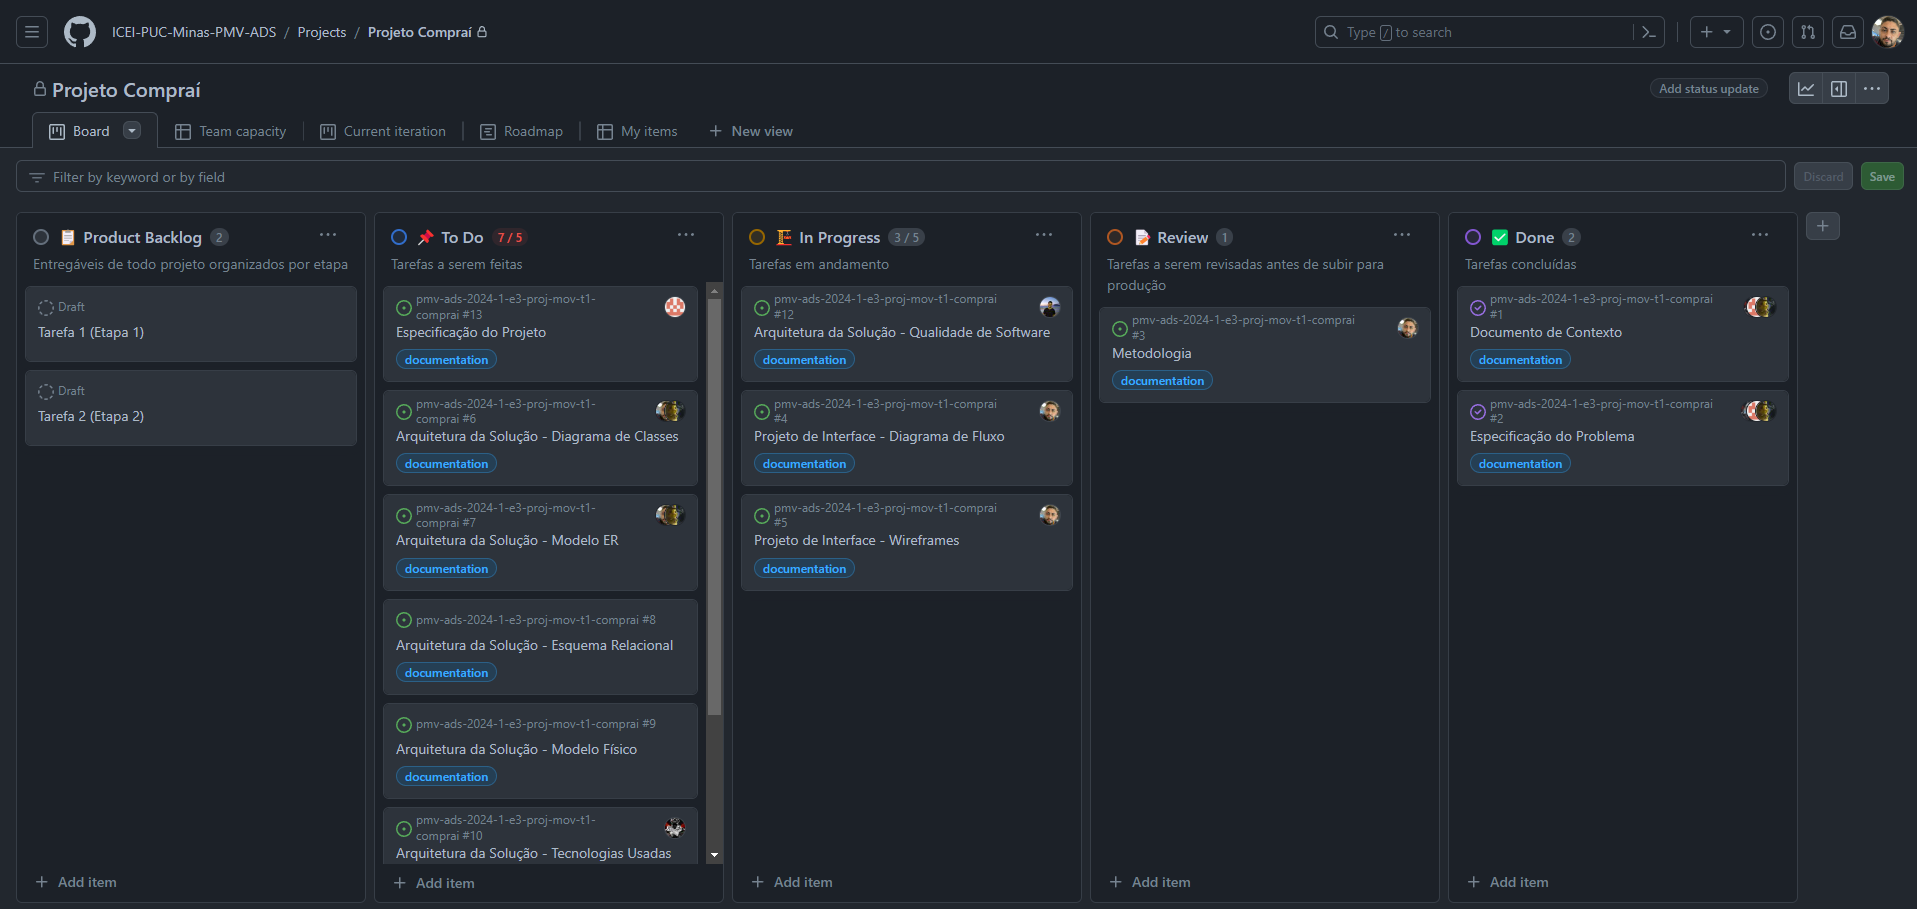 ICEI-PUC-Minas-PMV-ADS / Projects / Projeto Compraí
Type / to search
Projeto Compraí
Add status update
Board
Team capacity
Current iteration
Roadmap
My items
New view
Filter by keyword or by field
Discard
Save
Product Backlog 2
Entregáveis de todo projeto organizados por etapa
Draft
Tarefa 1 (Etapa 1)
Draft
Tarefa 2 (Etapa 2)
Add item
To Do 7 / 5
Tarefas a serem feitas
pmv-ads-2024-1-e3-proj-mov-t1-
comprai #13
Especificação do Projeto
documentation
pmv-ads-2024-1-e3-proj-mov-t1-
comprai #6
Arquitetura da Solução - Diagrama de Classes
documentation
pmv-ads-2024-1-e3-proj-mov-t1-
comprai #7
Arquitetura da Solução - Modelo ER
documentation
pmv-ads-2024-1-e3-proj-mov-t1-comprai #8
Arquitetura da Solução - Esquema Relacional
documentation
pmv-ads-2024-1-e3-proj-mov-t1-comprai #9
Arquitetura da Solução - Modelo Físico
documentation
pmv-ads-2024-1-e3-proj-mov-t1-
comprai #10
Arquitetura da Solução - Tecnologias Usadas
Add item
In Progress 3 / 5
Tarefas em andamento
pmv-ads-2024-1-e3-proj-mov-t1-comprai
#12
Arquitetura da Solução - Qualidade de Software
documentation
pmv-ads-2024-1-e3-proj-mov-t1-comprai
#4
Projeto de Interface - Diagrama de Fluxo
documentation
pmv-ads-2024-1-e3-proj-mov-t1-comprai
#5
Projeto de Interface - Wireframes
documentation
Add item
Review 1
Tarefas a serem revisadas antes de subir para
produção
pmv-ads-2024-1-e3-proj-mov-t1-comprai
#3
Metodologia
documentation
Add item
Done 2
Tarefas concluídas
pmv-ads-2024-1-e3-proj-mov-t1-comprai
#1
Documento de Contexto
documentation
pmv-ads-2024-1-e3-proj-mov-t1-comprai
#2
Especificação do Problema
documentation
Add item